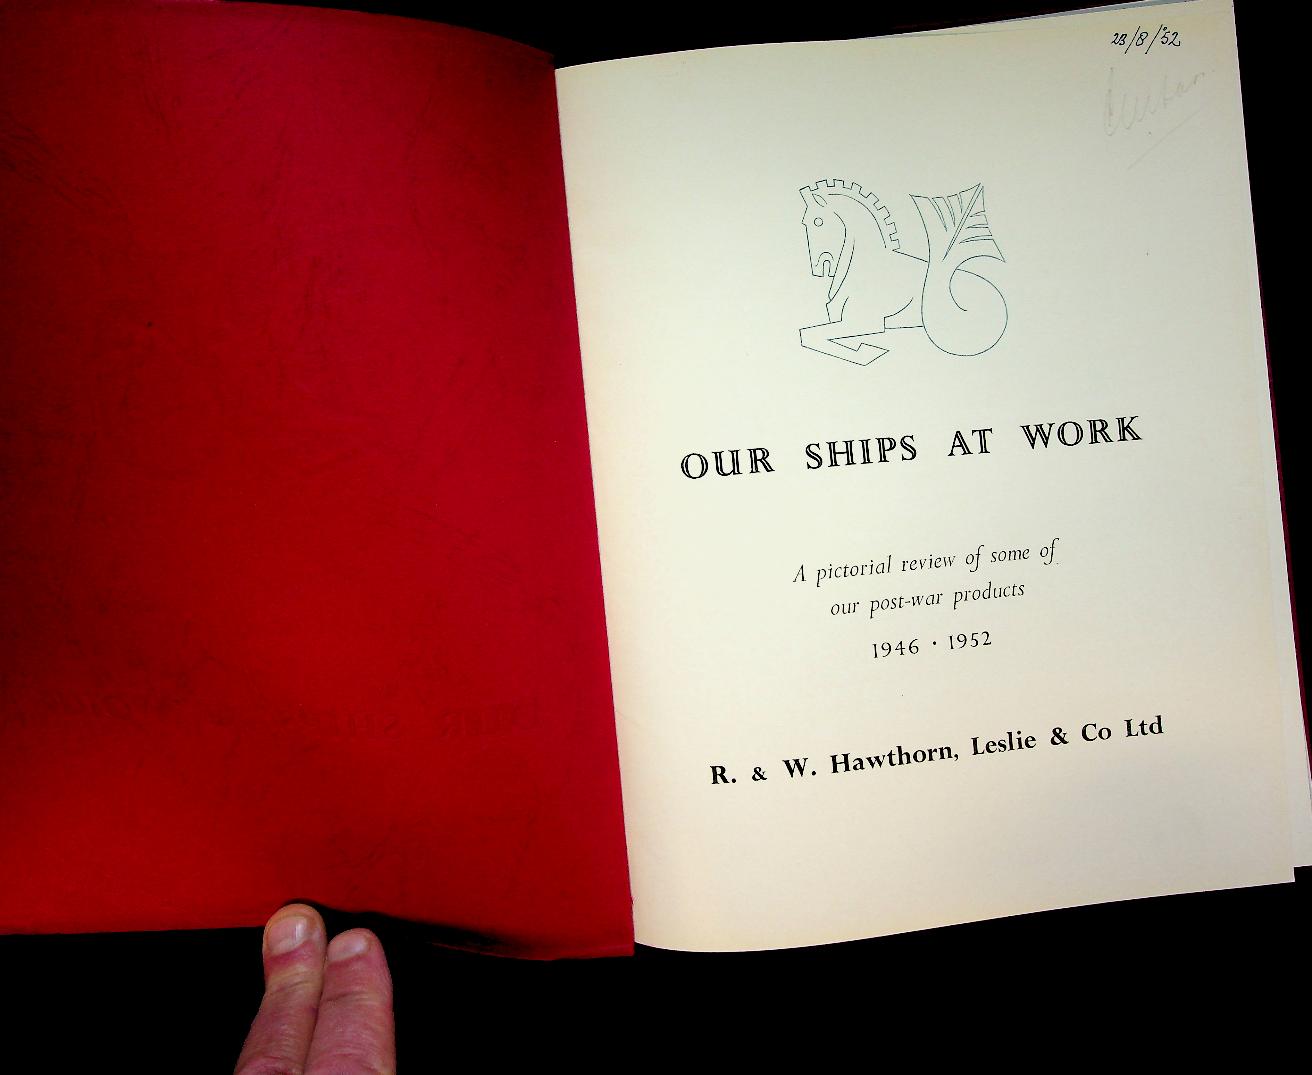 28/8/52
OUR SHIPS AT WORK
A pictorial review of some of
our post-war products
1946 · 1952
R. & W. Hawthorn, Leslie & Co Ltd